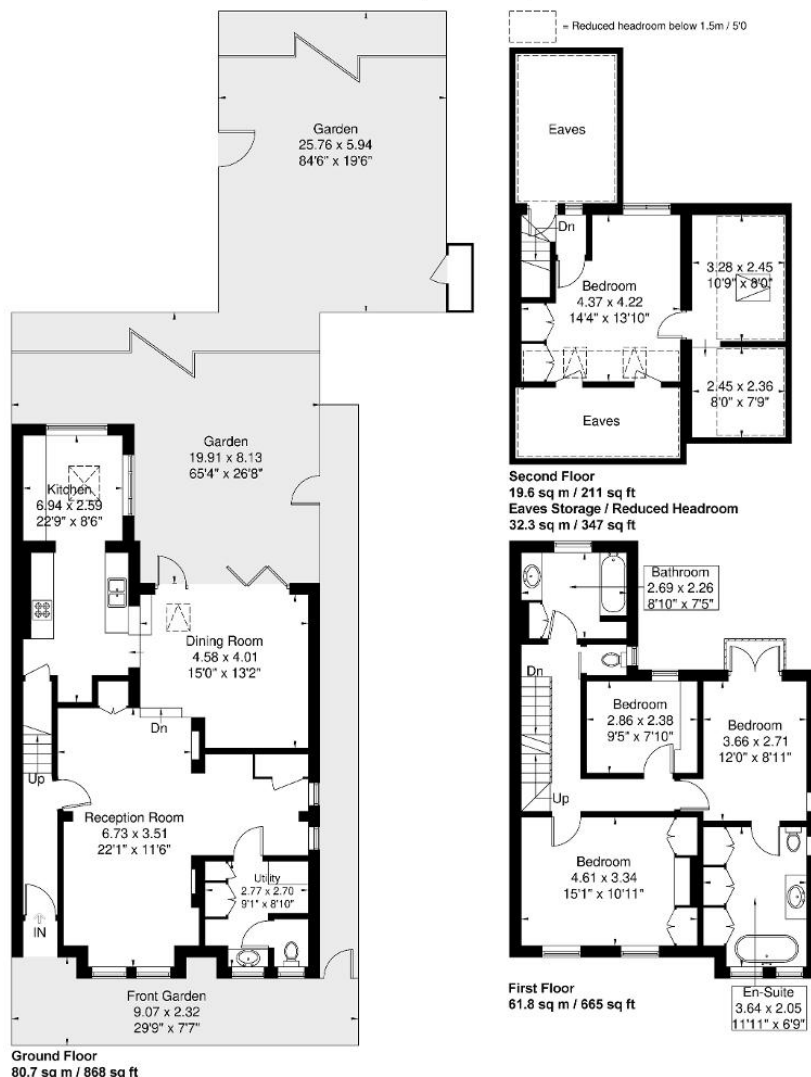 = Reduced headroom below 1.5m / 5'0
Garden
25.76 x 5.94
84'6" x 19'6"
Garden
19.91 x 8.13
65'4" x 26'8"
Kitchen
6.94 x 2.59
22'9" x 8'6"
Dining Room
4.58 x 4.01
15'0" x 13'2"
Dn
Up
Reception Room
6.73 x 3.51
22'1" x 11'6"
Utility
2.77 x 2.70
9'1" x 8'10"
IN
Front Garden
9.07 x 2.32
29'9" x 7'7"
Ground Floor
80.7 sq m / 868 sq ft
Eaves
Dn
Bedroom
4.37 x 4.22
14'4" x 13'10"
3.28 x 2.45
10'9" x 8'0"
2.45 x 2.36
8'0" x 7'9"
Eaves
Second Floor
19.6 sq m / 211 sq ft
Eaves Storage / Reduced Headroom
32.3 sq m / 347 sq ft
Bathroom
2.69 x 2.26
8'10" x 7'5"
Dn
Bedroom
2.86 x 2.38
9'5" x 7'10"
Bedroom
3.66 x 2.71
12'0" x 8'11"
Up
Bedroom
4.61 x 3.34
15'1" x 10'11"
En-Suite
3.64 x 2.05
11'11" x 6'9"
First Floor
61.8 sq m / 665 sq ft